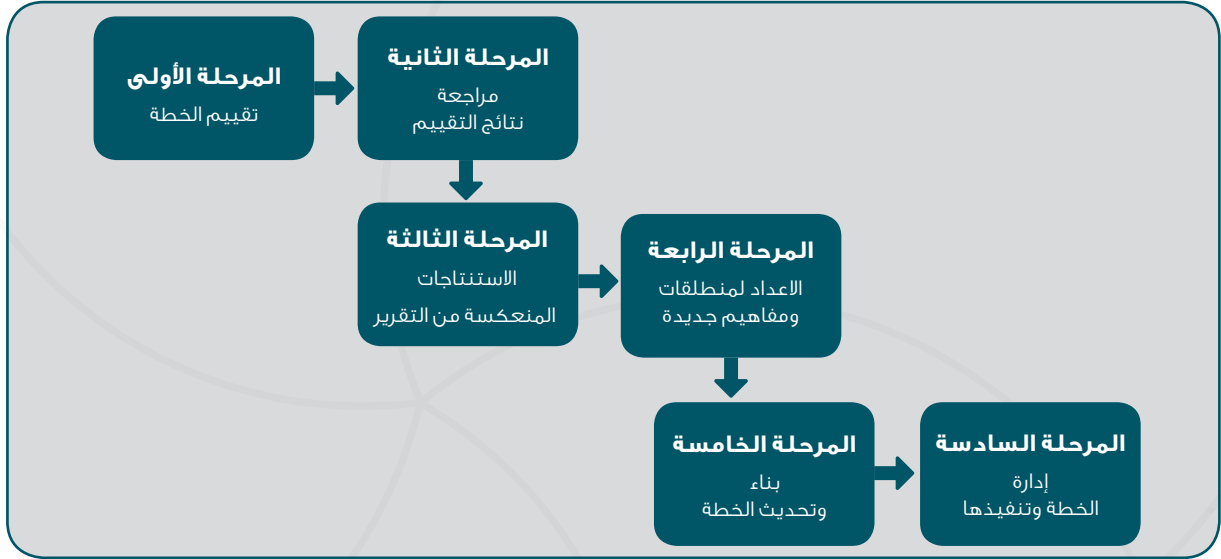 المرحلة الأولى
تقييم الخطة
المرحلة الثانية
مراجعة
نتائج التقييم
المرحلة الثالثة
الاستنتاجات
المنعكسة من التقرير
المرحلة الرابعة
الاعداد لمنطلقات
ومفاهيم جديدة
المرحلة الخامسة
بناء
وتحديث الخطة
المرحلة السادسة
إدارة
الخطة وتنفيذها